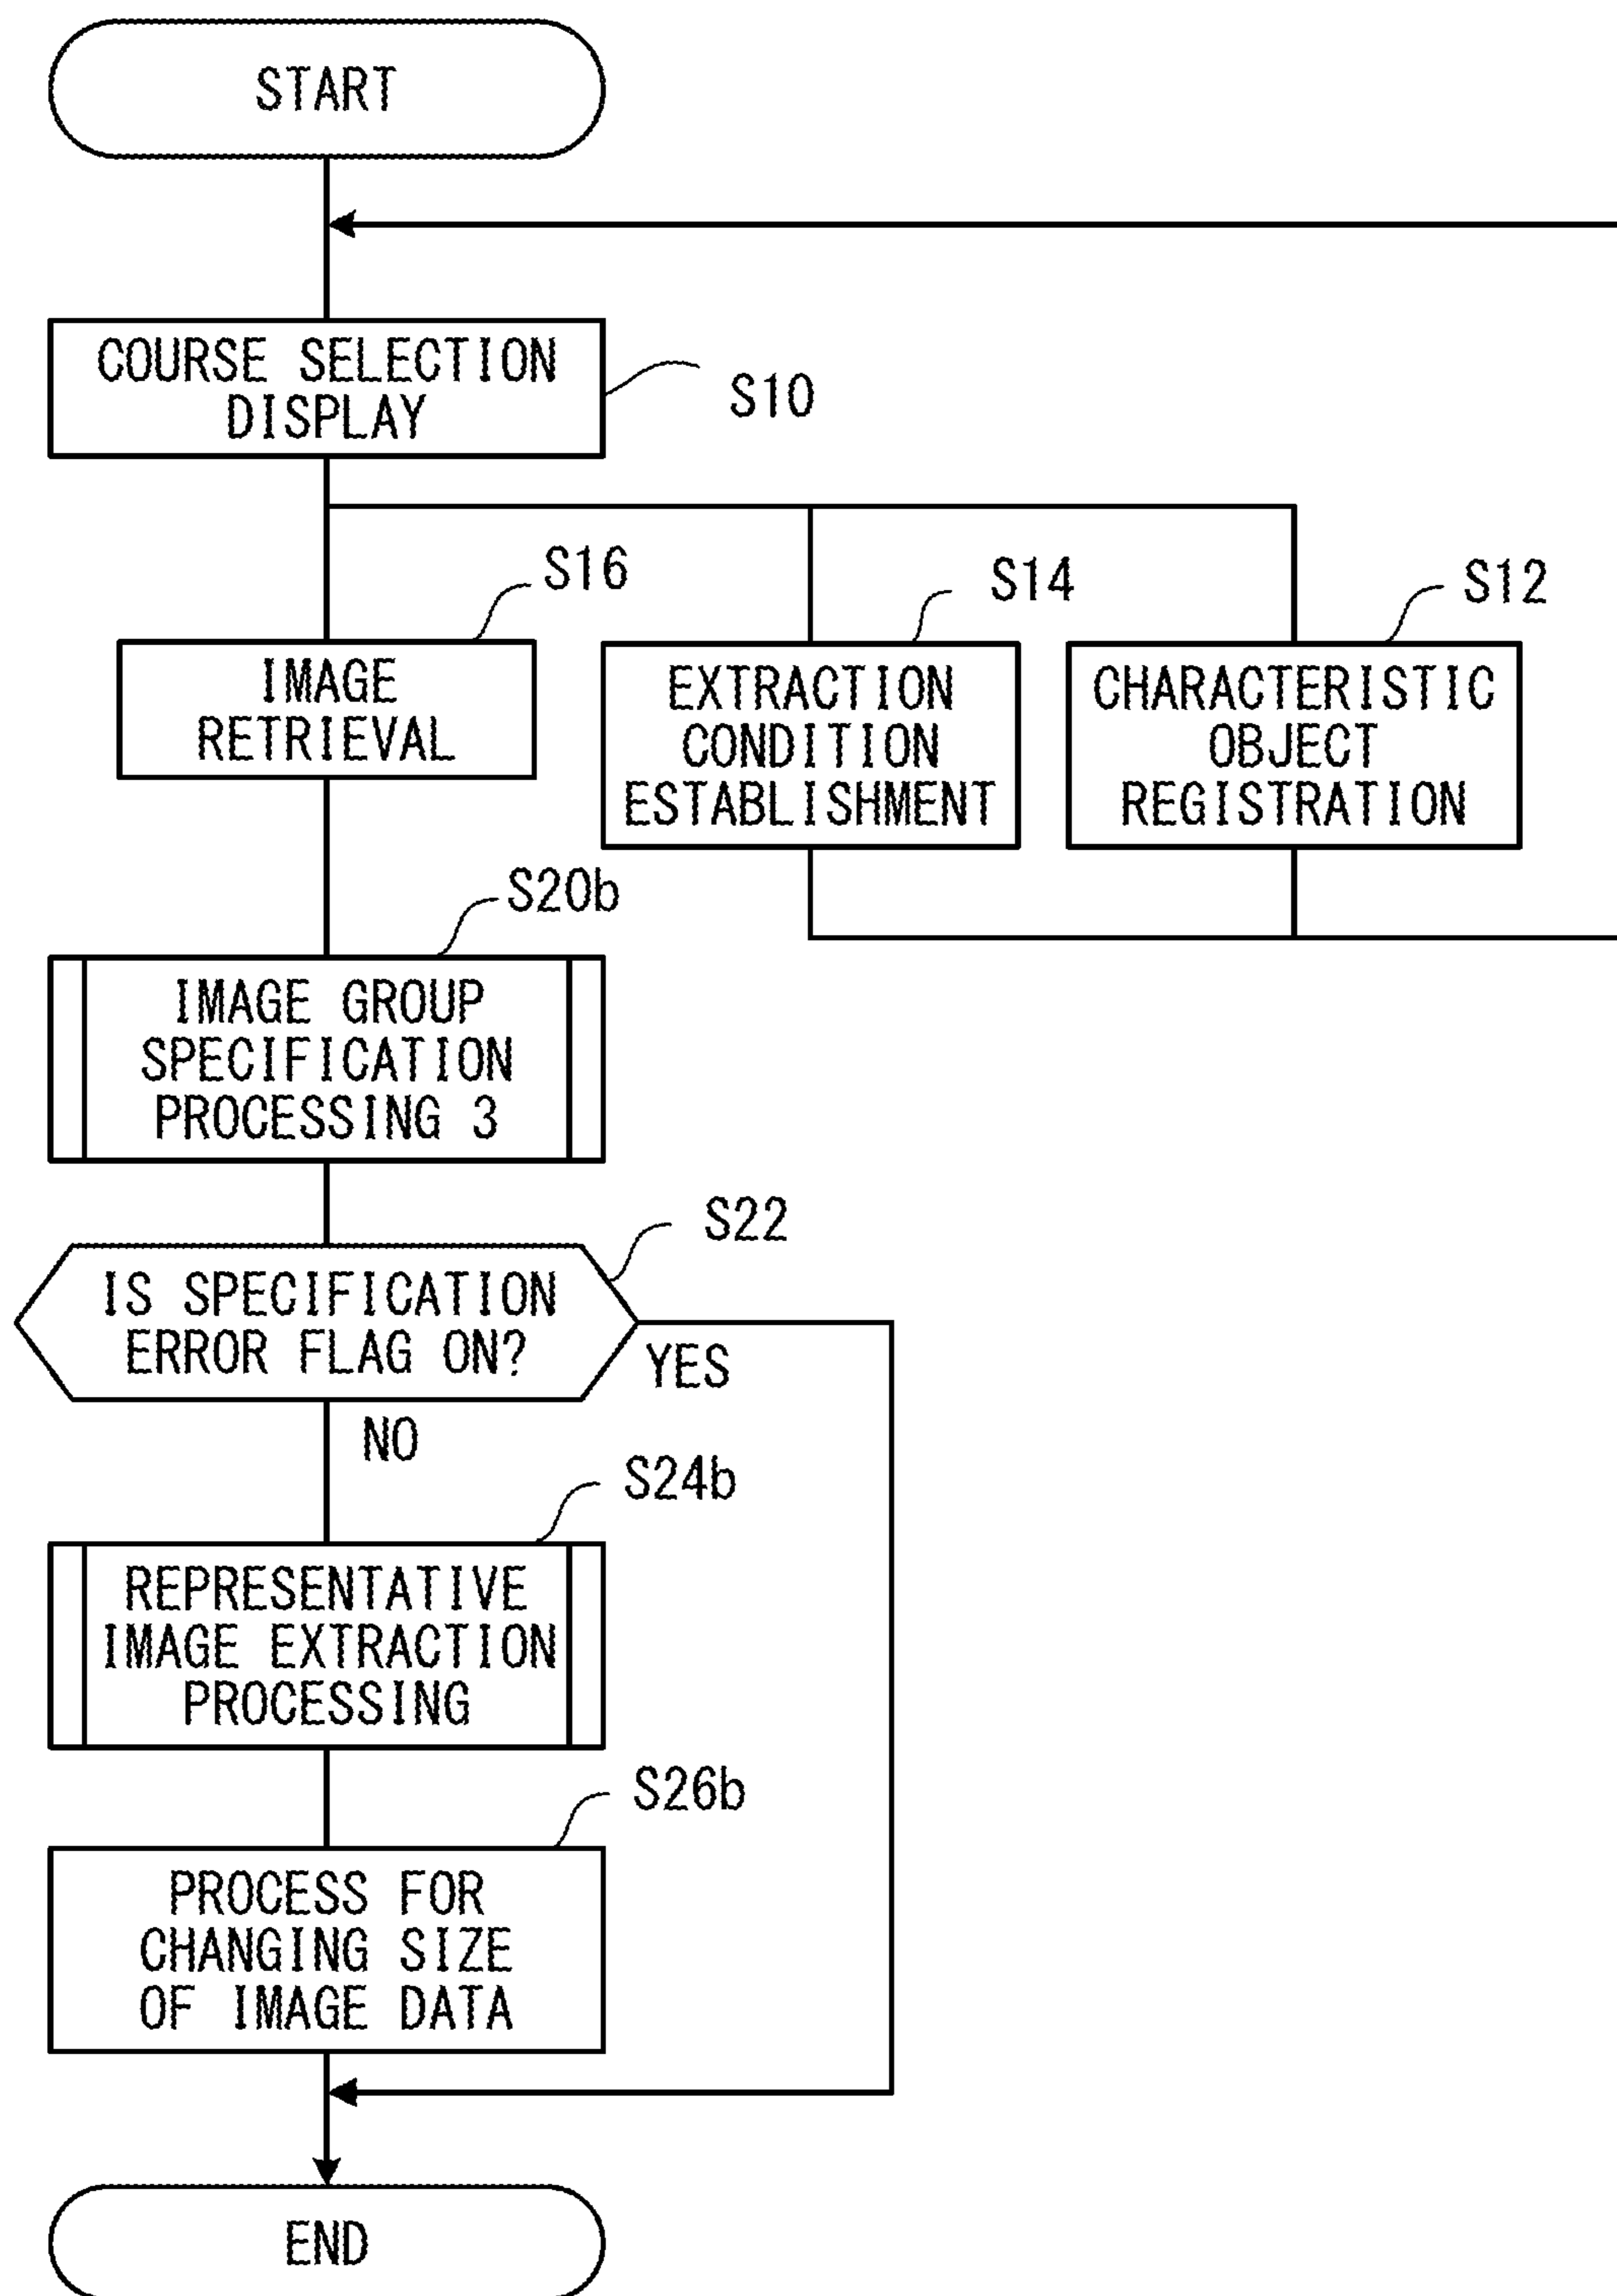 START
COURSE SELECTION
DISPLAY
S10
S16
S14
S12
IMAGE
RETRIEVAL
EXTRACTION
CONDITION
ESTABLISHMENT
CHARACTERISTIC
OBJECT
REGISTRATION
S20b
IMAGE GROUP
SPECIFICATION
PROCESSING 3
S22
IS SPECIFICATION
ERROR FLAG ON?
YES
NO
S24b
REPRESENTATIVE
IMAGE EXTRACTION
PROCESSING
S26b
PROCESS FOR
CHANGING SIZE
OF IMAGE DATA
END